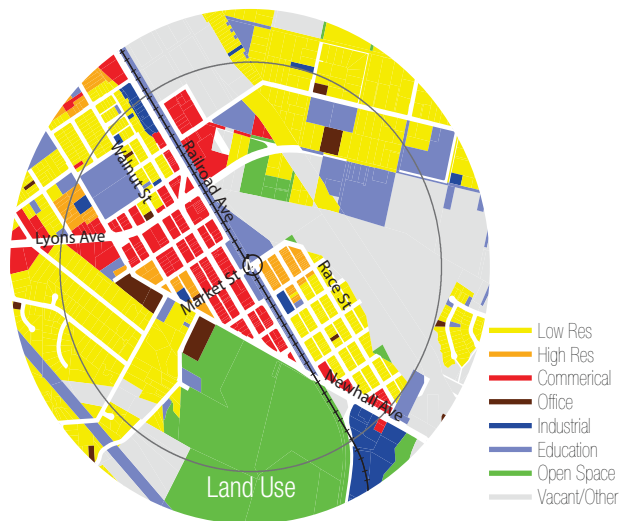 Walnut St
Railroad Ave
Lyons Ave
Market St
Race St
Newhall Ave
Land Use
Low Res
High Res
Commerical
Office
Industrial
Education
Open Space
Vacant/Other